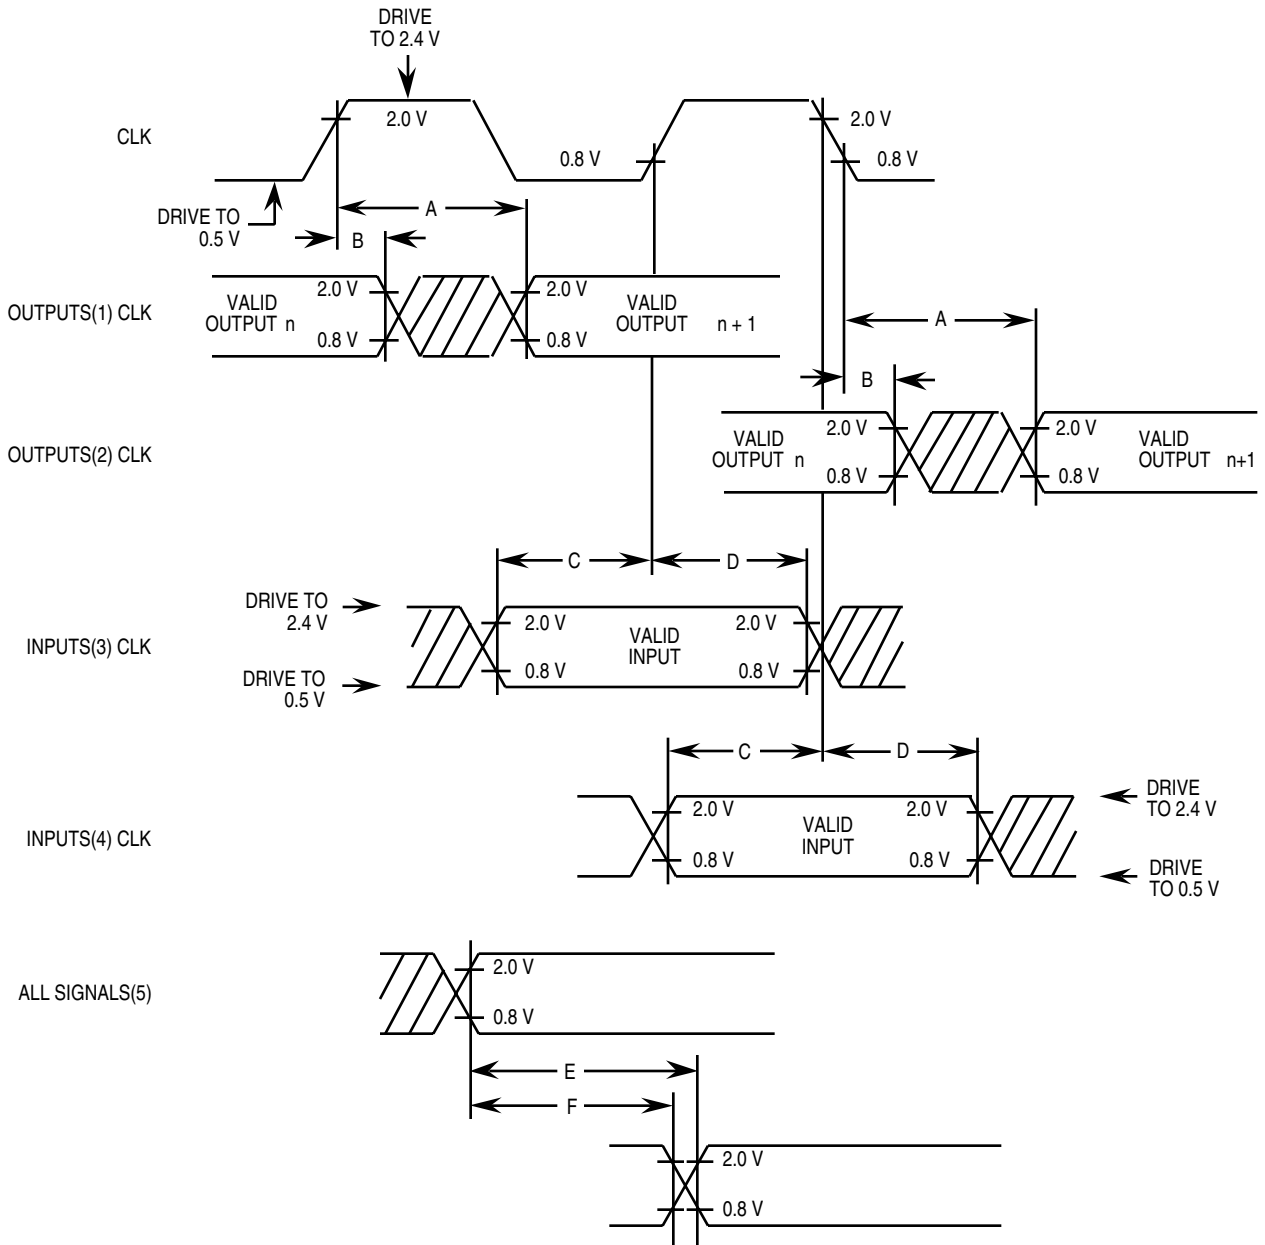 DRIVE
TO 2.4 V
CLK
2.0 V
0.8 V
2.0 V
0.8 V
DRIVE TO
0.5 V
A
B
OUTPUTS(1) CLK
VALID
OUTPUT n
2.0 V
0.8 V
2.0 V
0.8 V
VALID
OUTPUT n + 1
A
B
OUTPUTS(2) CLK
VALID
OUTPUT n
2.0 V
0.8 V
2.0 V
0.8 V
VALID
OUTPUT n+1
C
D
DRIVE TO
2.4 V
INPUTS(3) CLK
DRIVE TO
0.5 V
2.0 V
0.8 V
VALID
INPUT
2.0 V
0.8 V
C
D
INPUTS(4) CLK
2.0 V
0.8 V
VALID
INPUT
2.0 V
0.8 V
DRIVE
TO 2.4 V
DRIVE
TO 0.5 V
ALL SIGNALS(5)
2.0 V
0.8 V
E
F
2.0 V
0.8 V